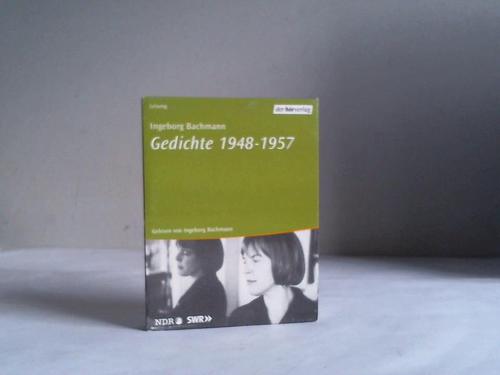 Lesung
der hörverlag
Ingeborg Bachmann
Gedichte 1948-1957
Gelesen von Ingeborg Bachmann
NDR SWR>>